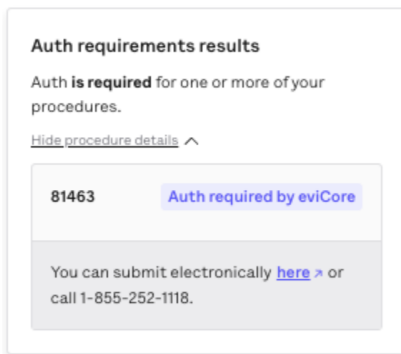 Auth requirements results
Auth is required for one or more of your
procedures.
Hide procedure details
81463 Auth required by eviCore
You can submit electronically here ↗ or
call 1-855-252-1118.